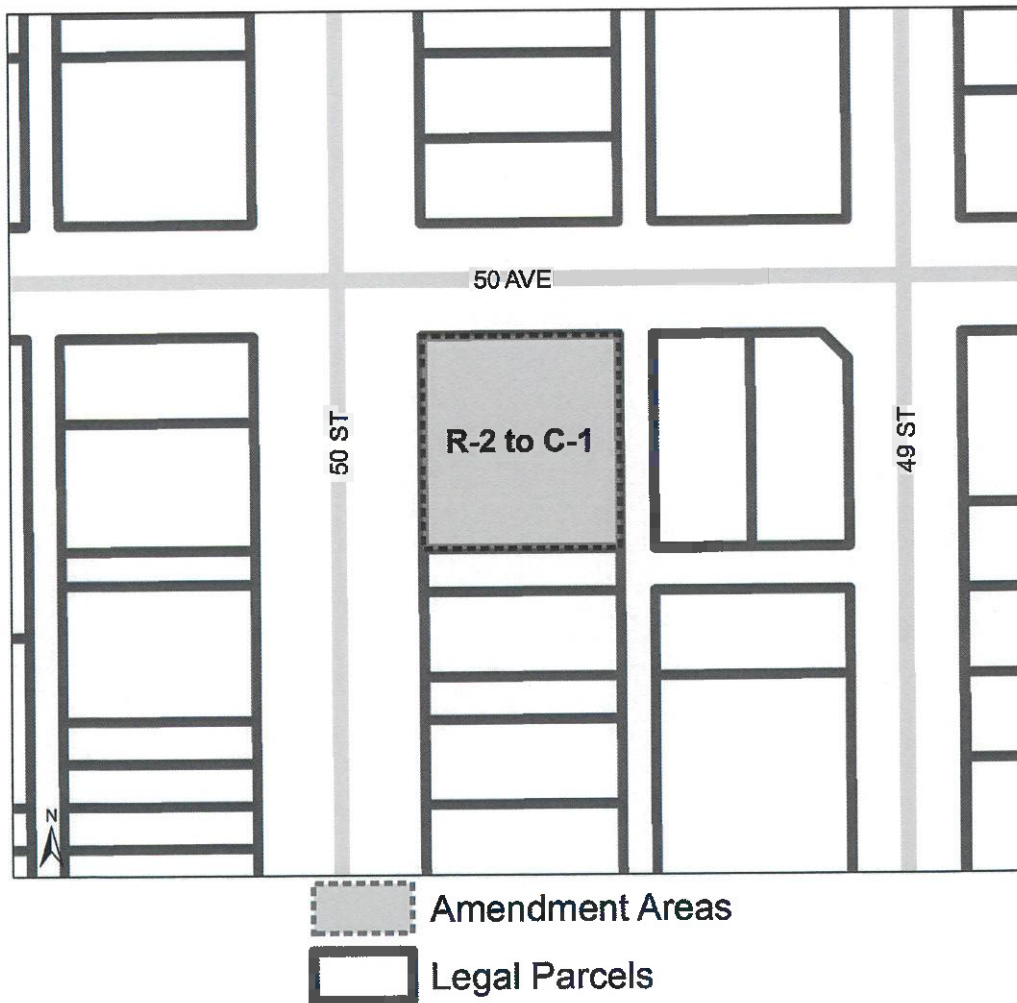 50 AVE
50 ST
R-2 to C-1
49 ST
N
Amendment Areas
Legal Parcels